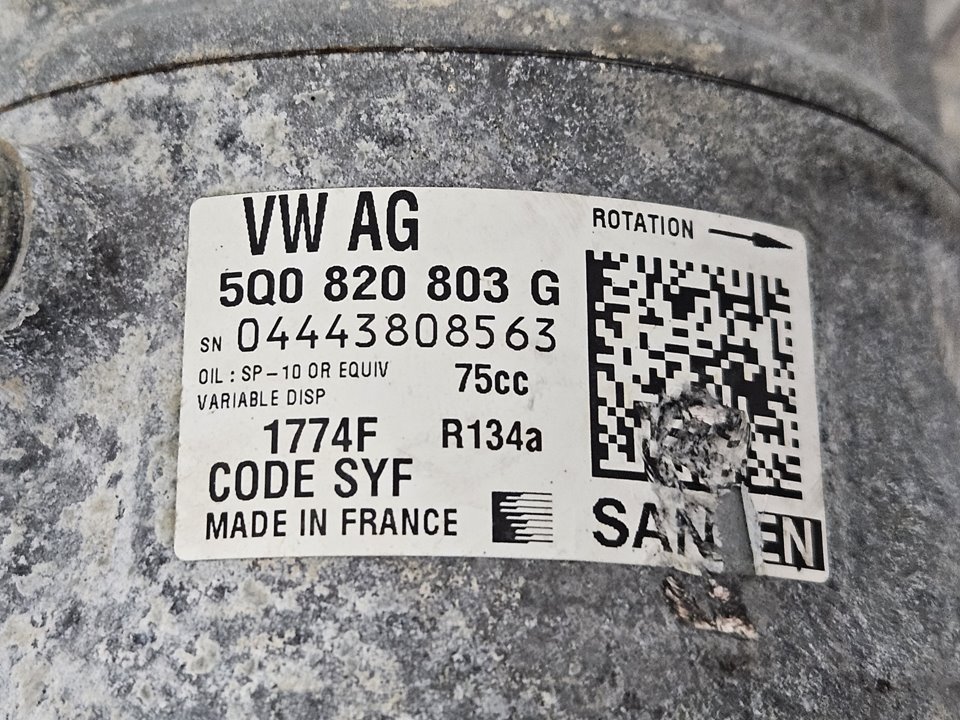 VW AG
ROTATION
5Q0 820 803 G
SN 04443808563
OIL : SP-10 OR EQUIV 75cc
VARIABLE DISP
1774F R134a
CODE SYF
MADE IN FRANCE